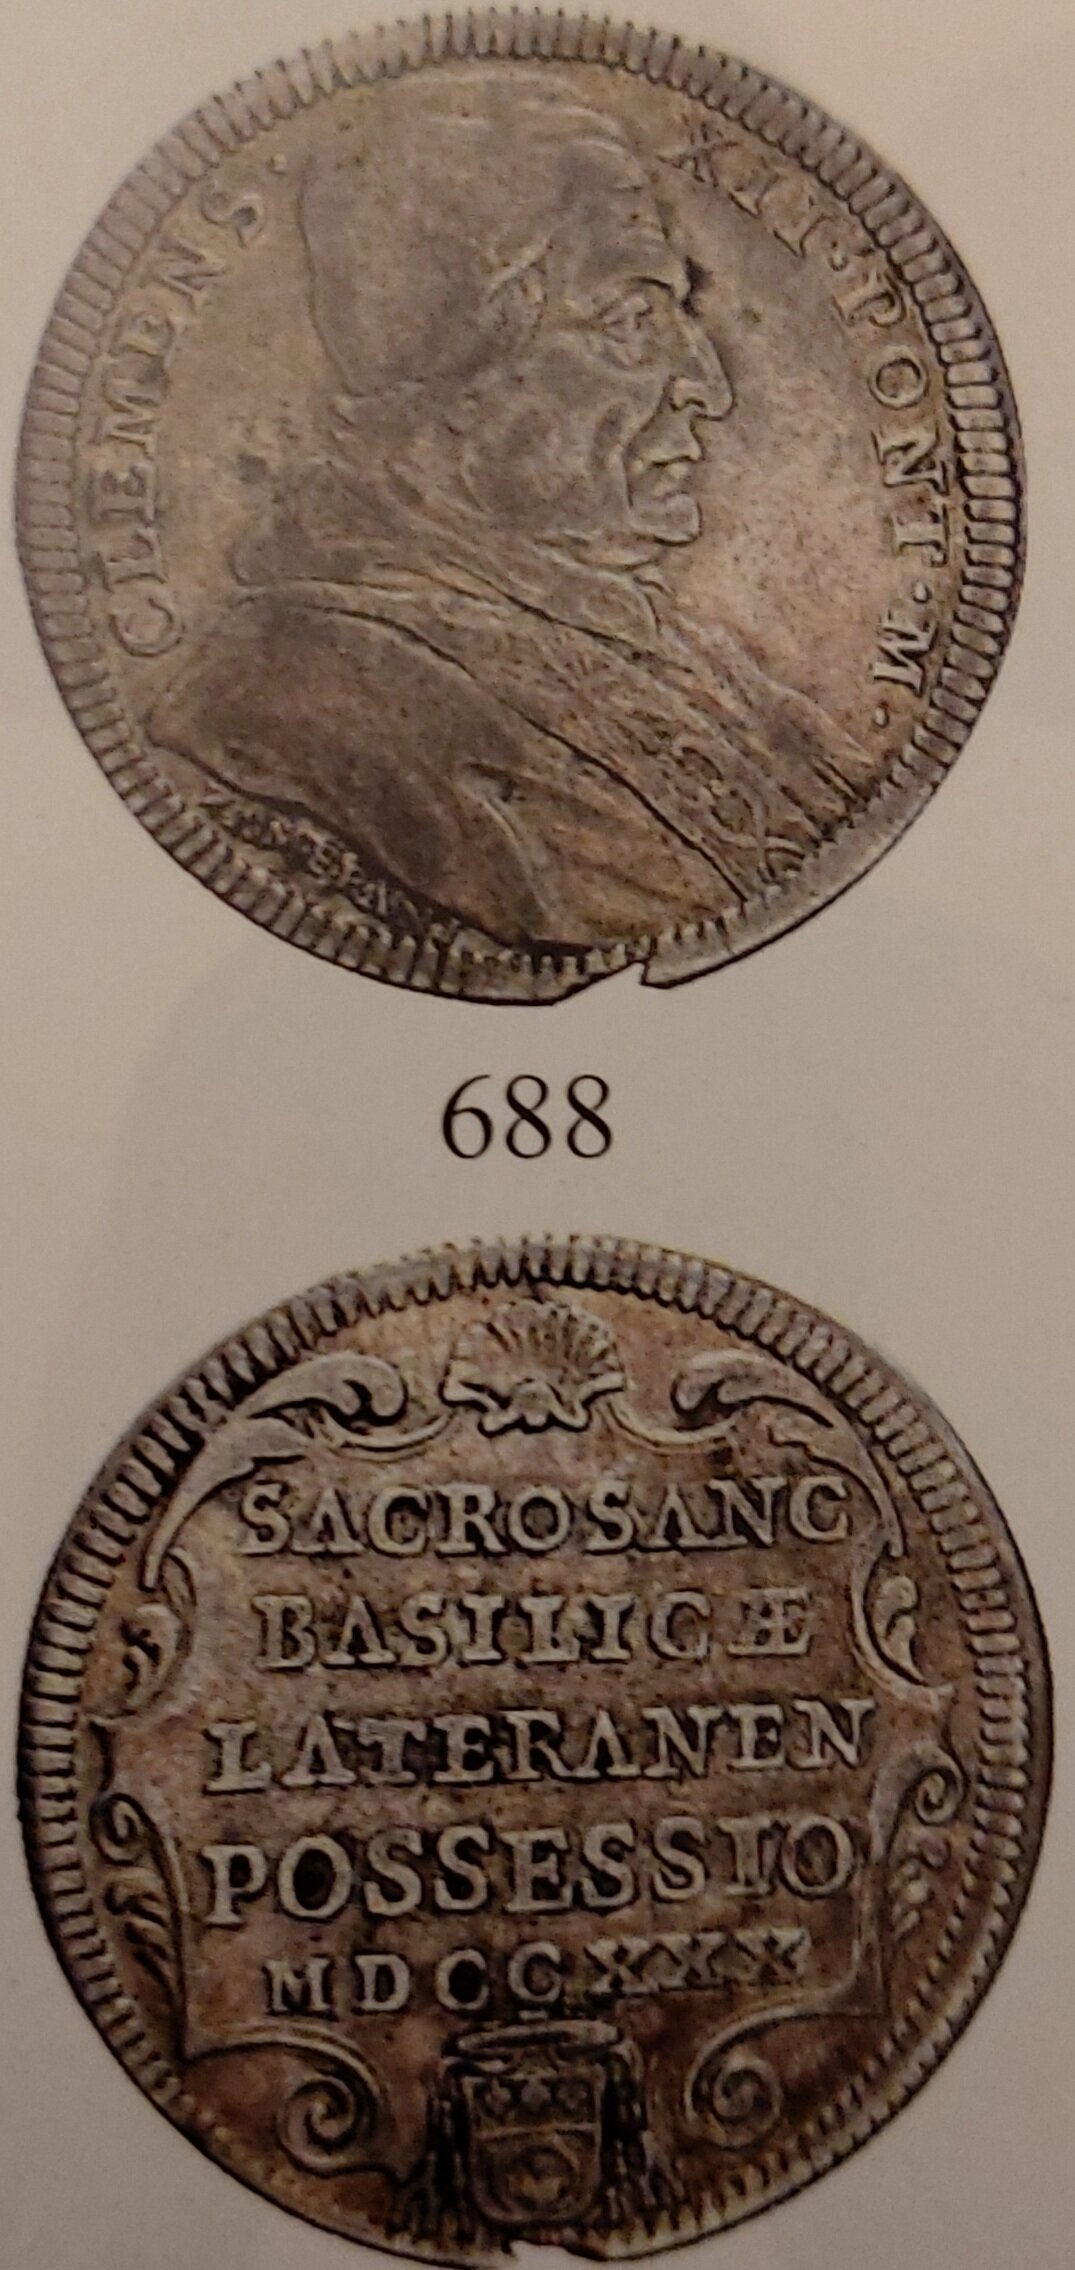 CLEMENS · XII · PONT · M ·
688
SACROSANC
BASILICÆ
LATERANEN
POSSESSIO
MDCCXXX